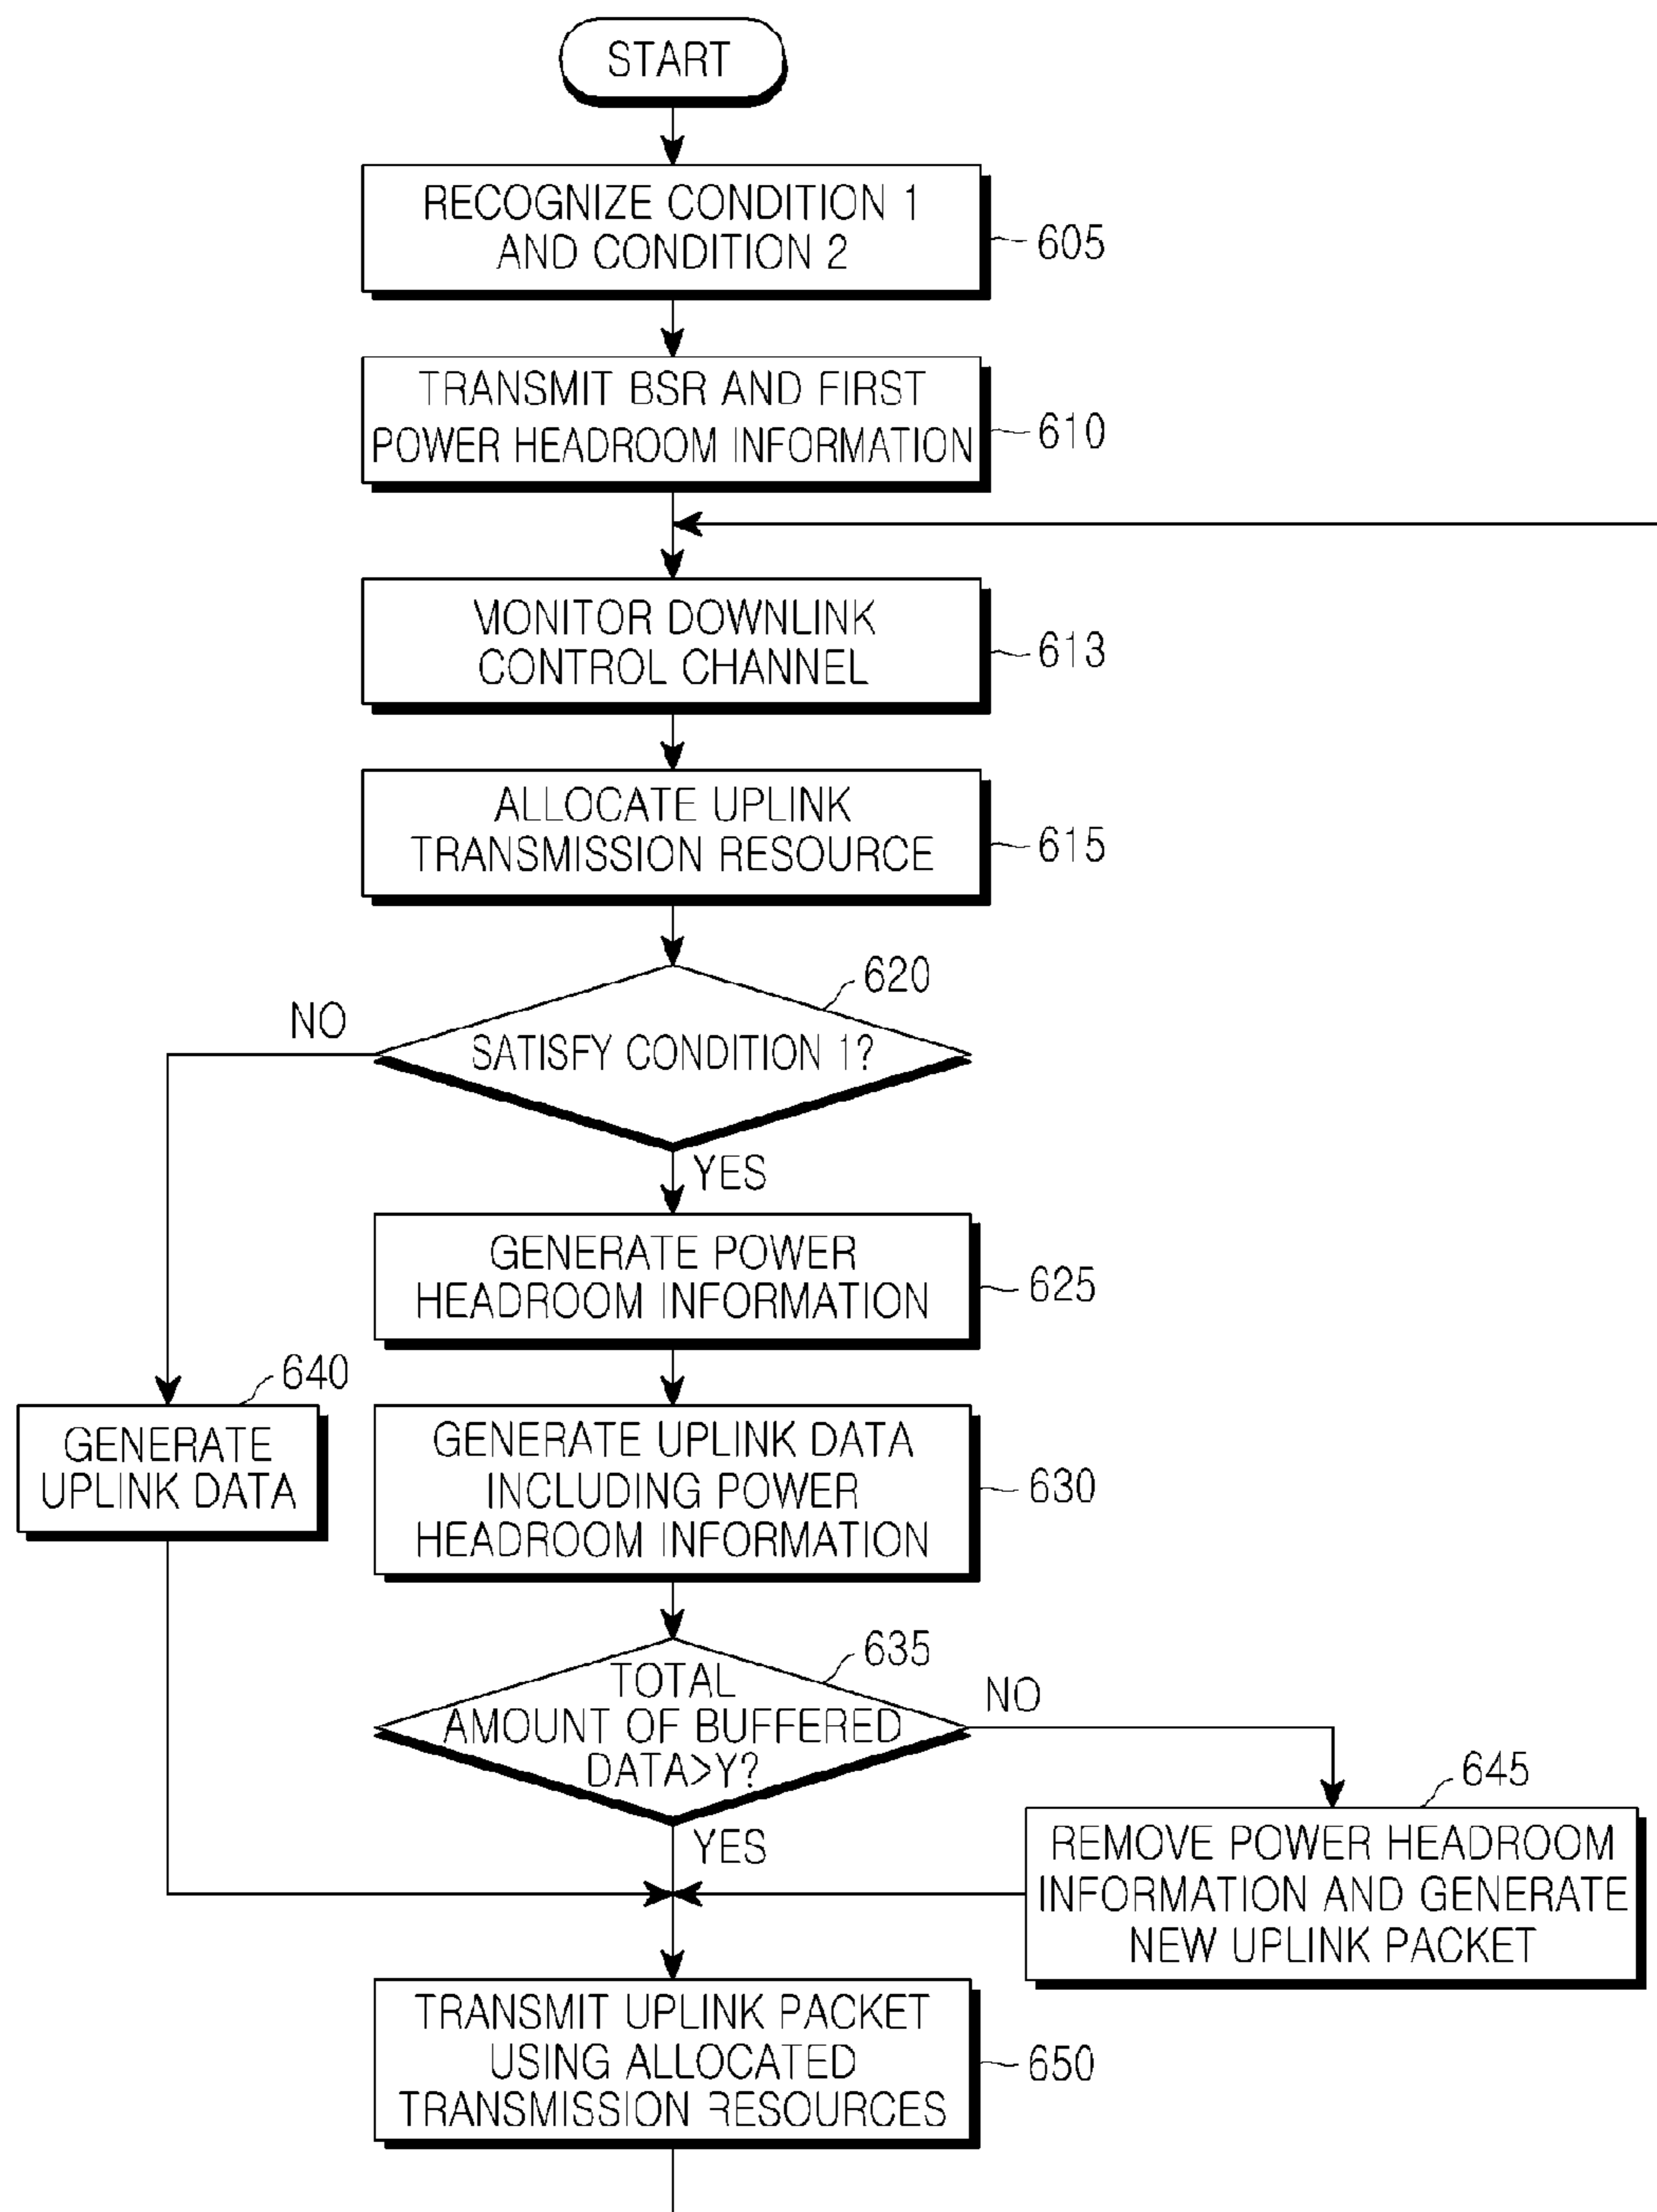 START
RECOGNIZE CONDITION 1
AND CONDITION 2
605
TRANSMIT BSR AND FIRST
POWER HEADROOM INFORMATION
610
MONITOR DOWNLINK
CONTROL CHANNEL
613
ALLOCATE UPLINK
TRANSMISSION RESOURCE
615
620
NO
SATISFY CONDITION 1?
YES
GENERATE POWER
HEADROOM INFORMATION
625
640
GENERATE
UPLINK DATA
GENERATE UPLINK DATA
INCLUDING POWER
HEADROOM INFORMATION
630
635
NO
TOTAL
AMOUNT OF BUFFERED
DATA>Y?
YES
645
REMOVE POWER HEADROOM
INFORMATION AND GENERATE
NEW UPLINK PACKET
TRANSMIT UPLINK PACKET
USING ALLOCATED
TRANSMISSION RESOURCES
650